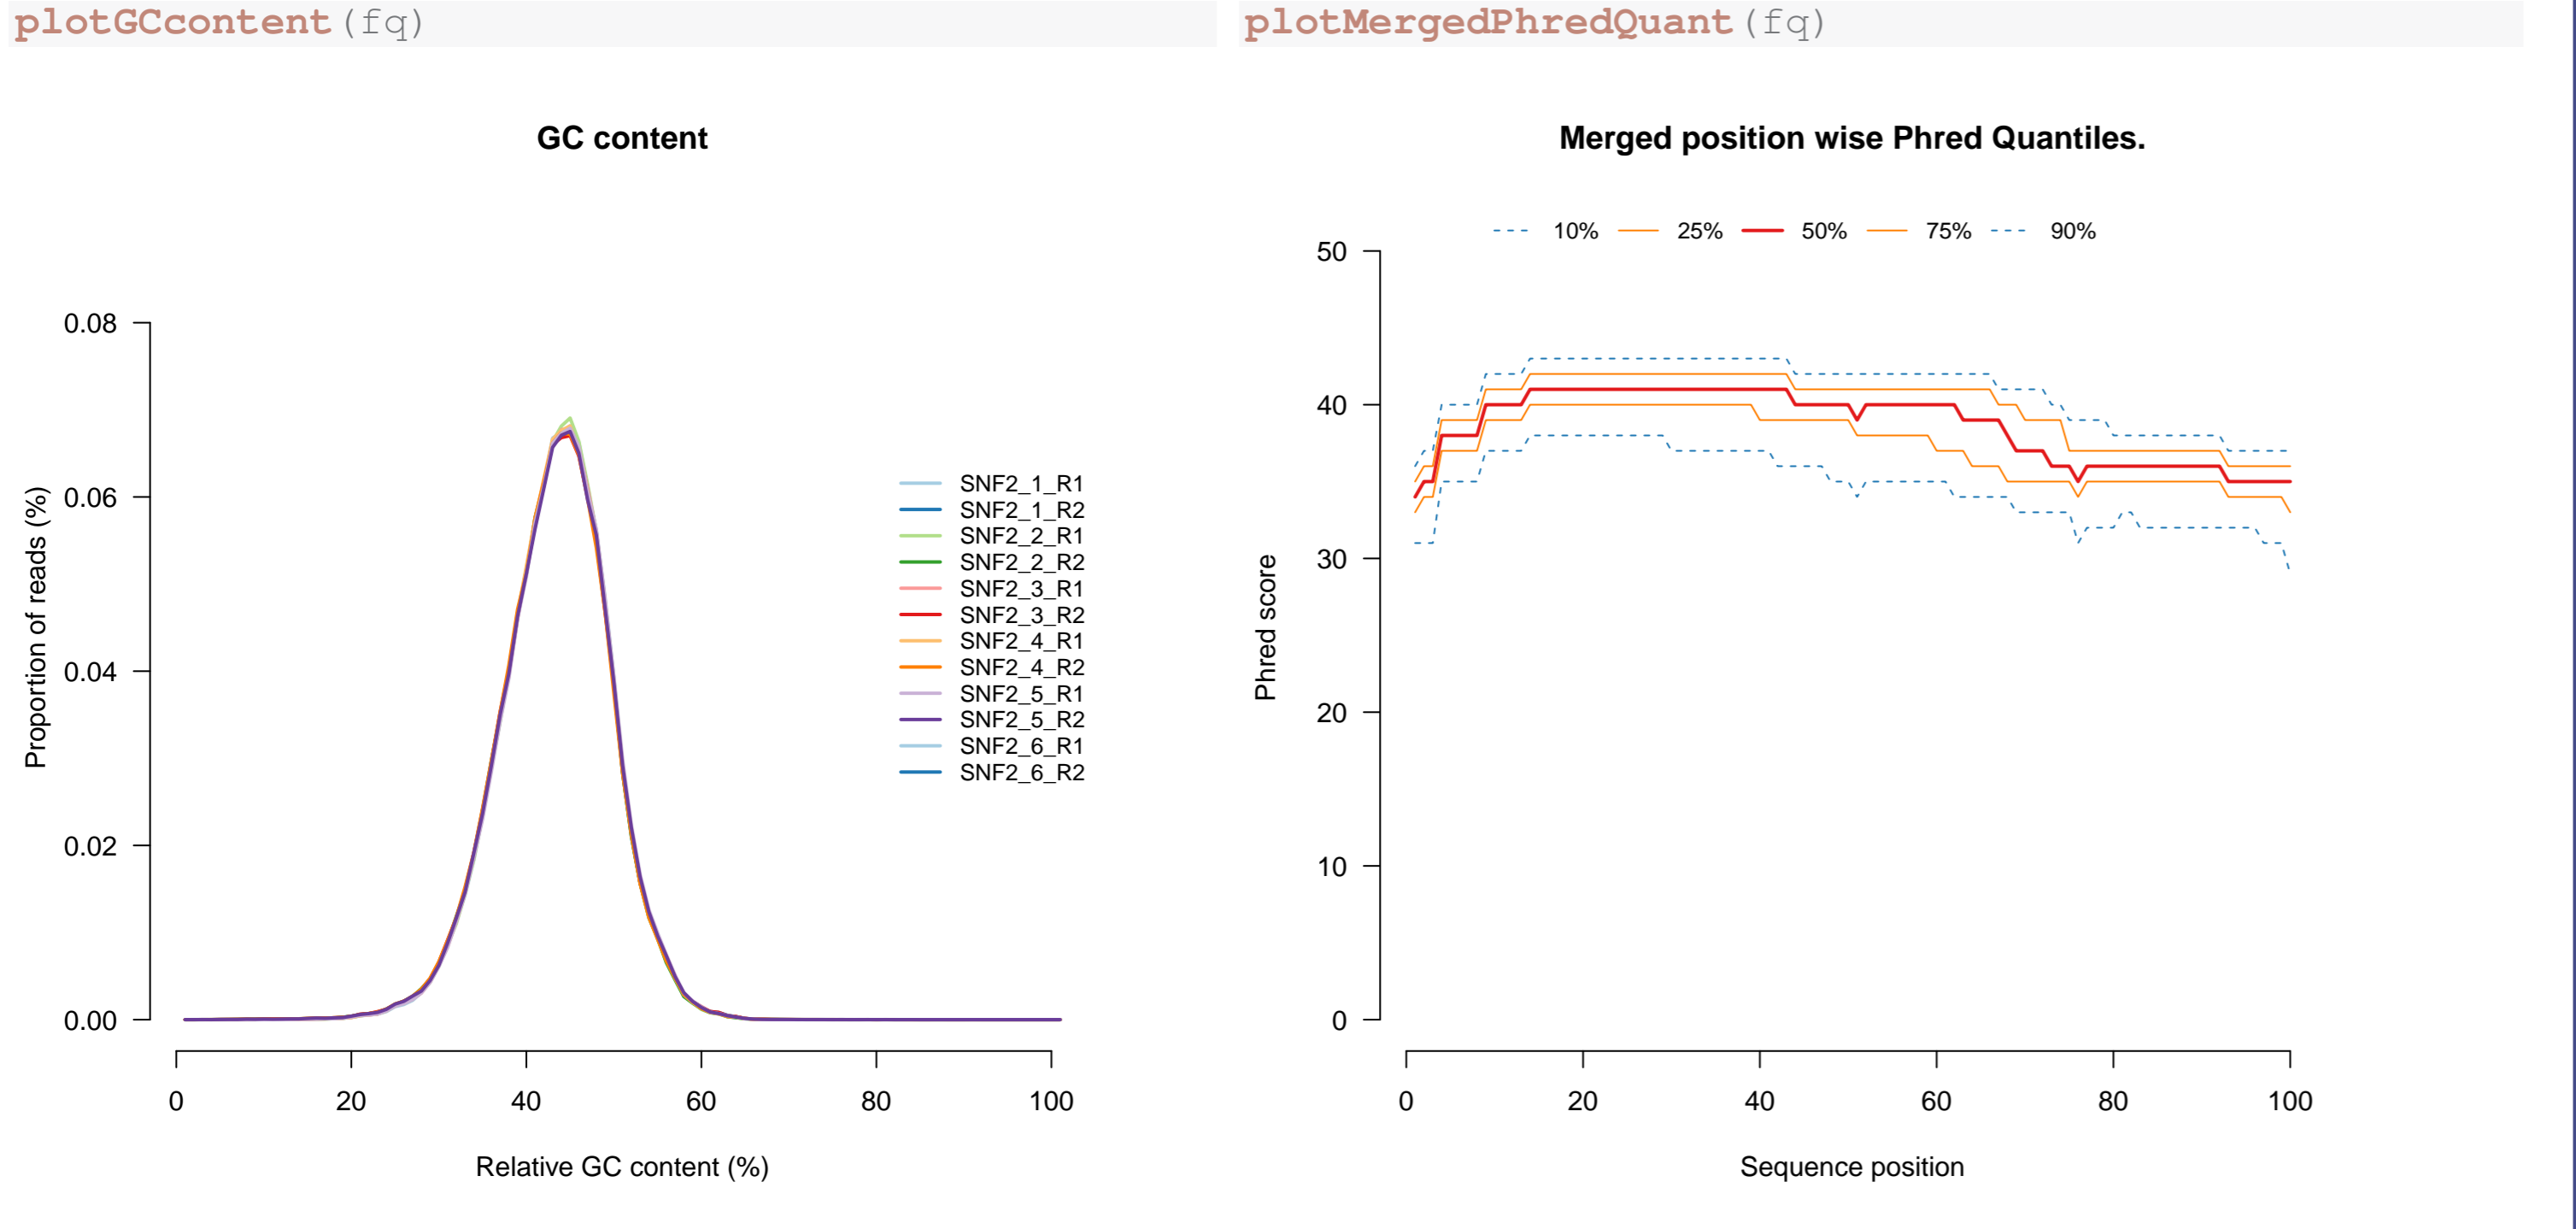 plotGCcontent(fq)
GC content
0.08
0.06
0.04
0.02
0.00
Proportion of reads (%)
0 20 40 60 80 100
Relative GC content (%)
SNF2_1_R1
SNF2_1_R2
SNF2_2_R1
SNF2_2_R2
SNF2_3_R1
SNF2_3_R2
SNF2_4_R1
SNF2_4_R2
SNF2_5_R1
SNF2_5_R2
SNF2_6_R1
SNF2_6_R2
plotMergedPhredQuant(fq)
Merged position wise Phred Quantiles.
10% 25% 50% 75% 90%
50
40
30
20
10
0
Phred score
0 20 40 60 80 100
Sequence position